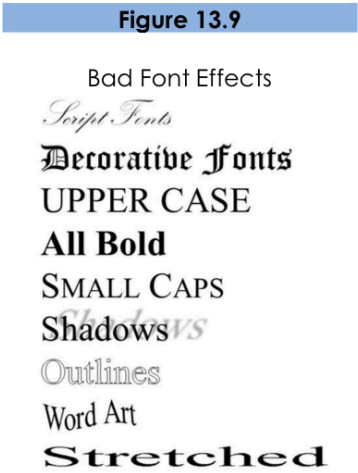 Figure 13.9
Bad Font Effects
Script Fonts
Decorative Fonts
UPPER CASE
All Bold
SMALL CAPS
Shadows
Outlines
Word Art
Stretched